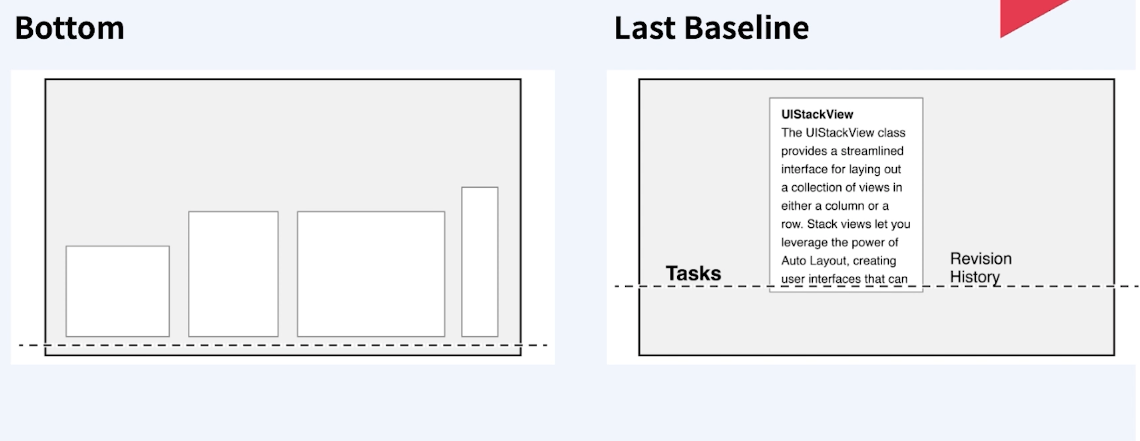 Bottom
Last Baseline
UIStackView
The UIStackView class
provides a streamlined
interface for laying out
a collection of views in
either a column or a
row. Stack views let you
leverage the power of
Auto Layout, creating
user interfaces that can
Tasks
Revision
History